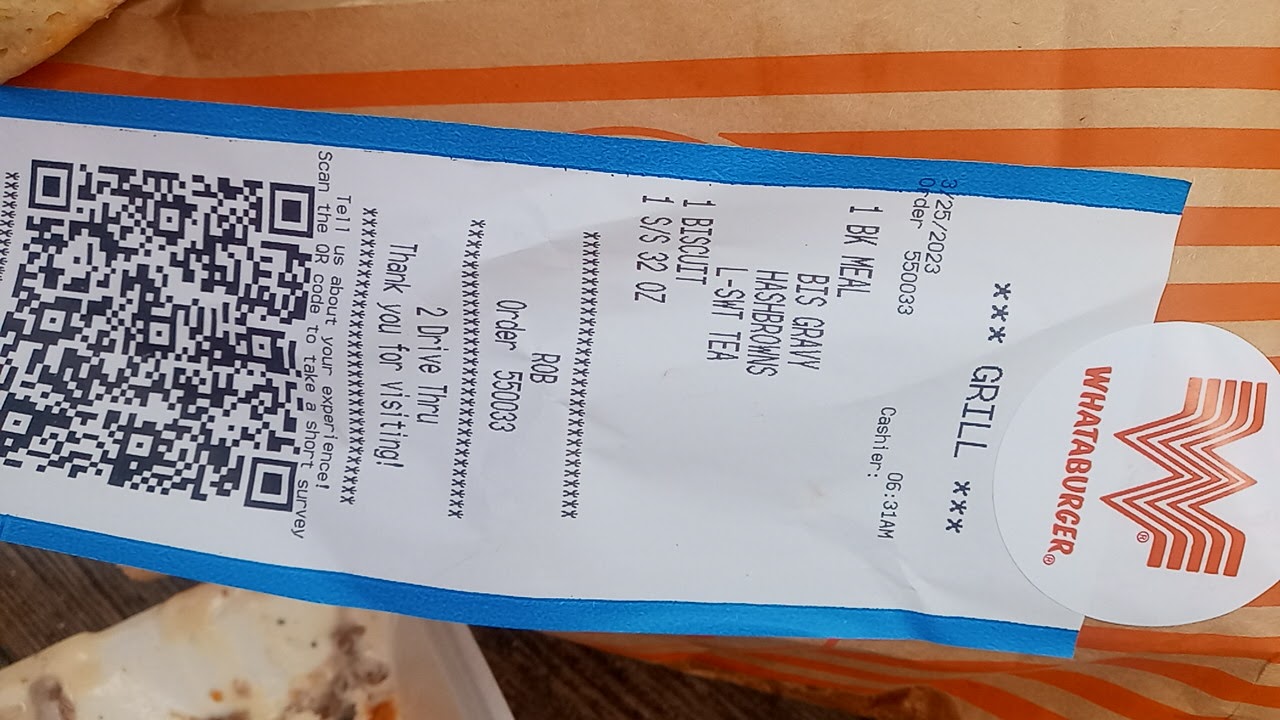 WHATABURGER®
*** GRILL ***
3/25/2023 06:31AM
Order 550033 Cashier:
1 BK MEAL
BIS GRAVY
HASHBROWNS
L-SWT TEA
1 BISCUIT
1 S/S 32 OZ
ROB
Order 550033
2 Drive Thru
Thank you for visiting!
Tell us about your experience!
Scan the QR code to take a short survey